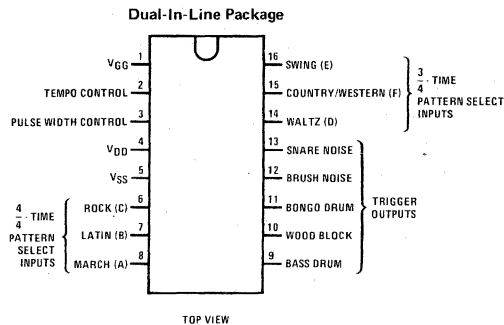 Dual-In-Line Package
VGG 1
TEMPO CONTROL 2
PULSE WIDTH CONTROL 3
VDD 4
VSS 5
ROCK (C) 6
LATIN (B) 7
MARCH (A) 8
4/4 - TIME
PATTERN
SELECT
INPUTS
16 SWING (E)
15 COUNTRY/WESTERN (F)
14 WALTZ (D)
3/4 - TIME
PATTERN SELECT
INPUTS
13 SNARE NOISE
12 BRUSH NOISE
11 BONGO DRUM
10 WOOD BLOCK
9 BASS DRUM
TRIGGER
OUTPUTS
TOP VIEW